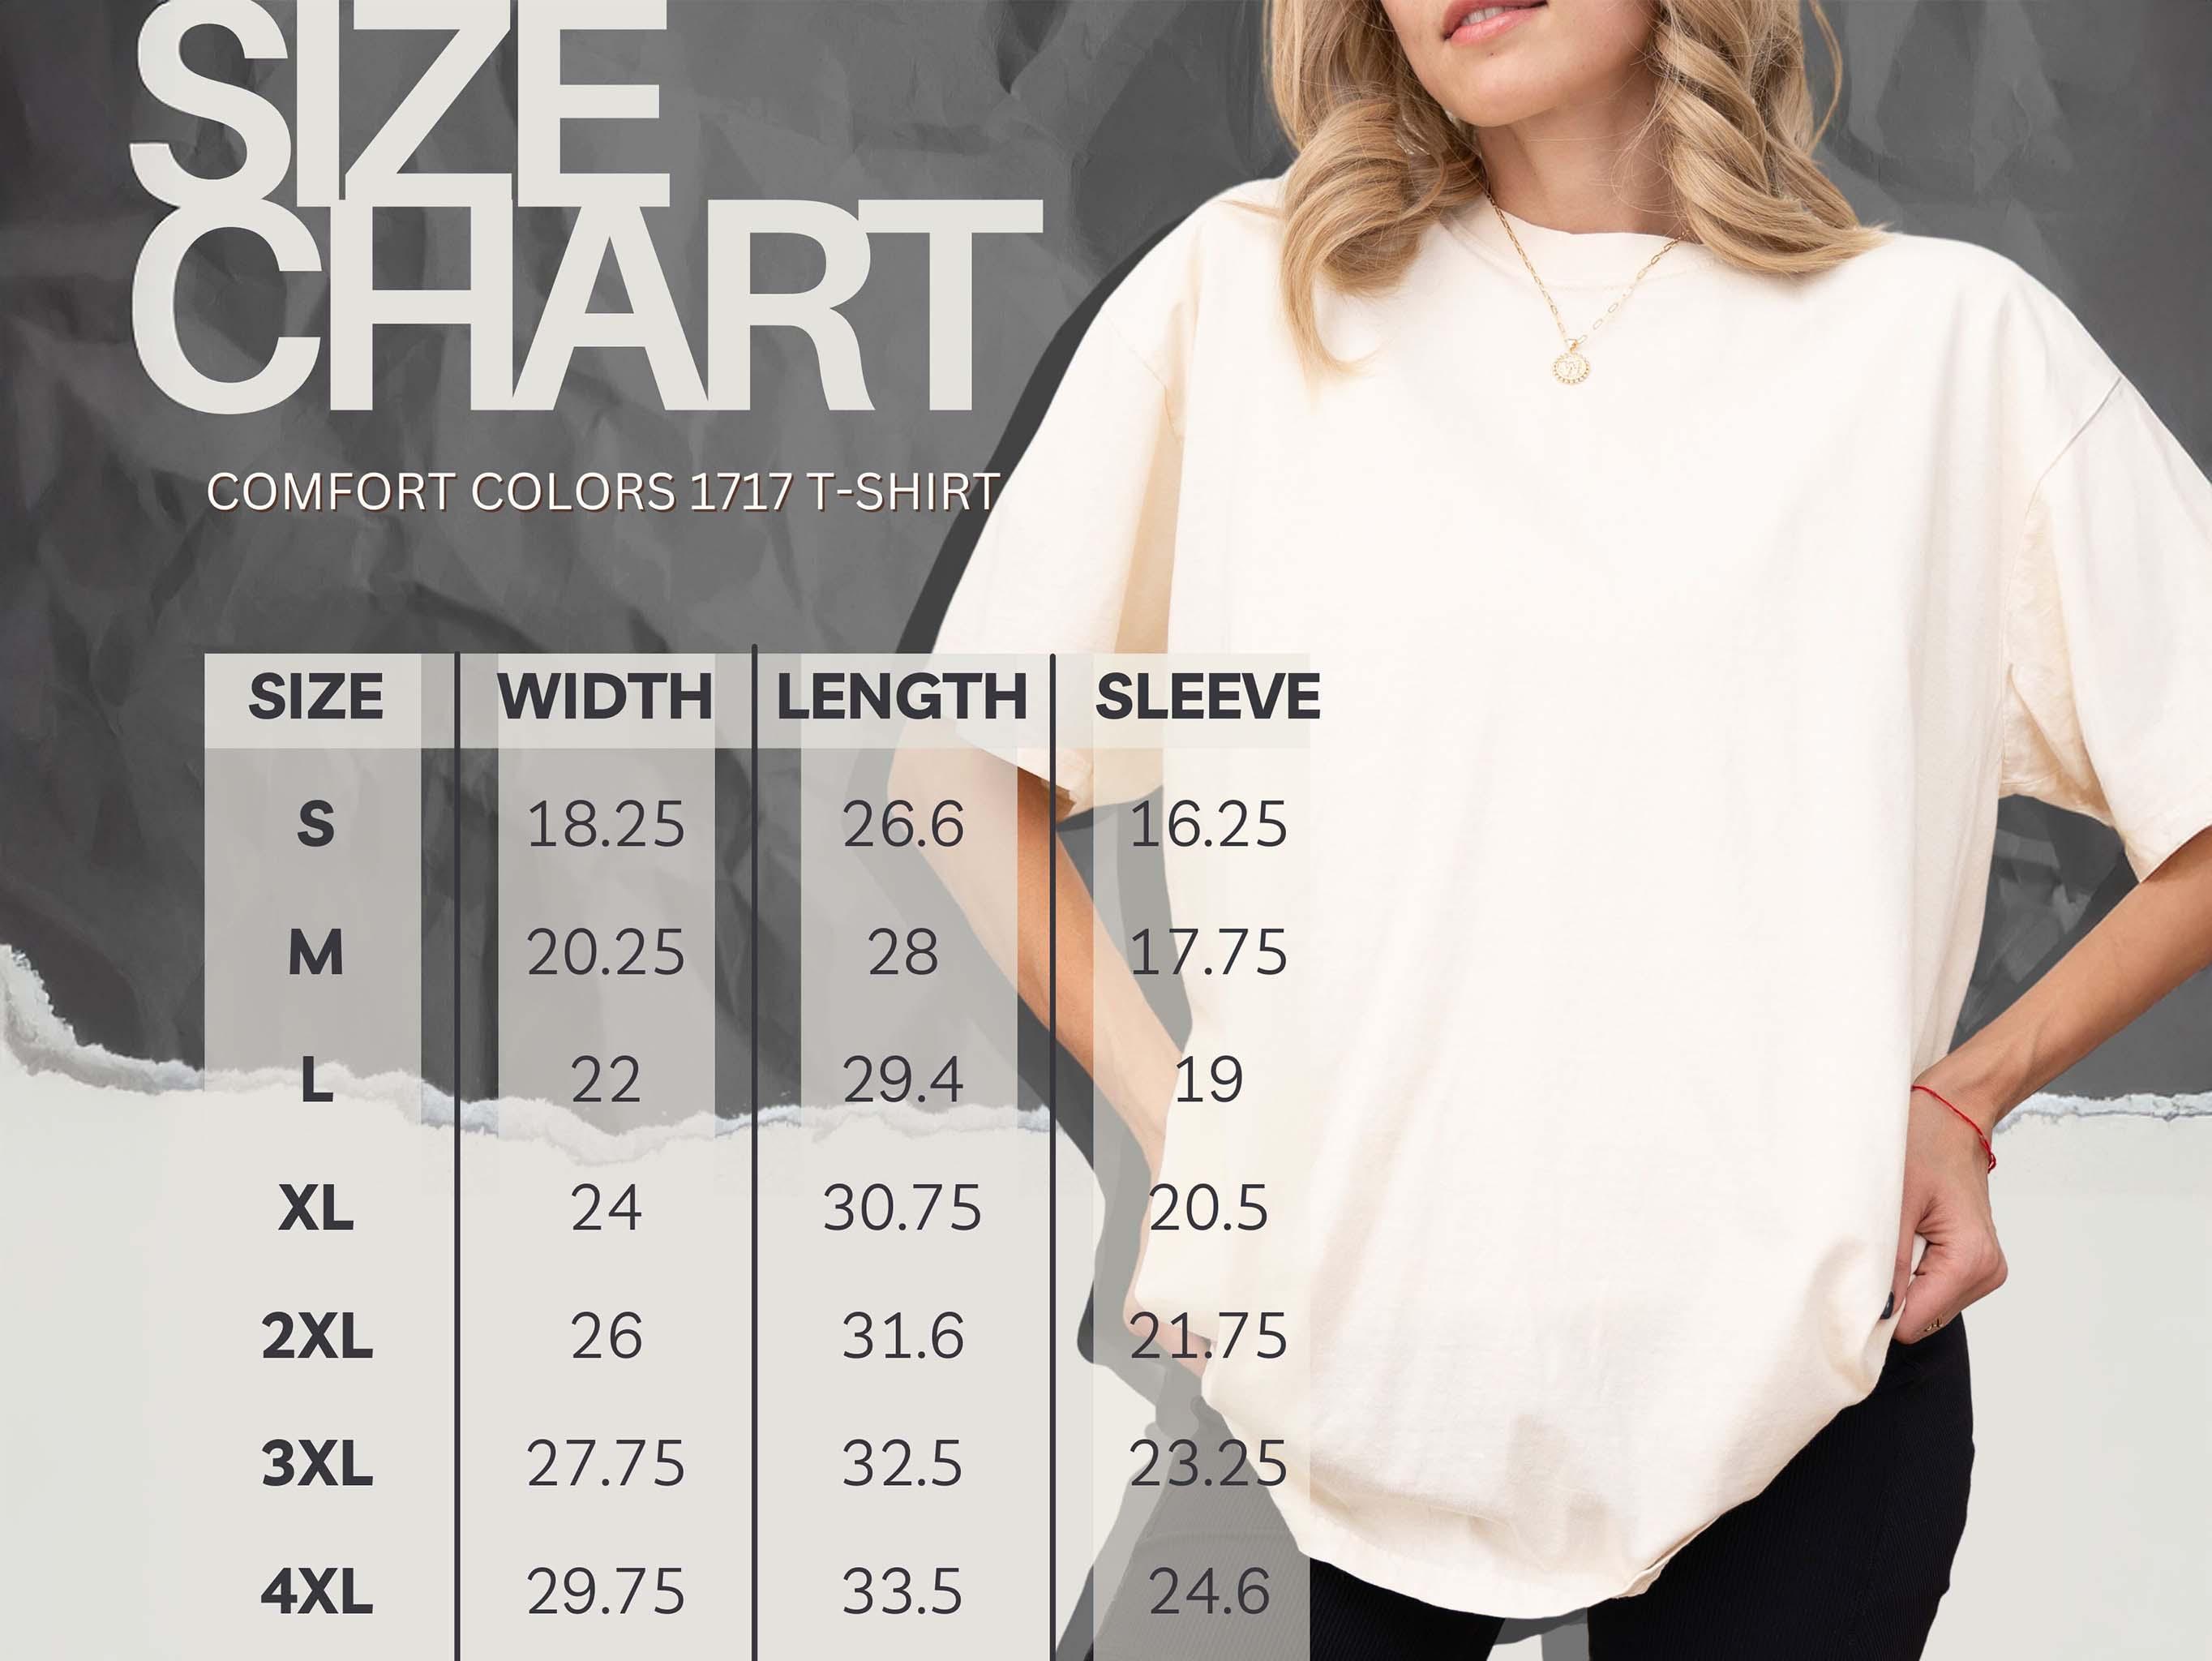 SIZE
CHART
COMFORT COLORS 1717 T-SHIRT
SIZE WIDTH LENGTH SLEEVE
S 18.25 26.6 16.25
M 20.25 28 17.75
L 22 29.4 19
XL 24 30.75 20.5
2XL 26 31.6 21.75
3XL 27.75 32.5 23.25
4XL 29.75 33.5 24.6